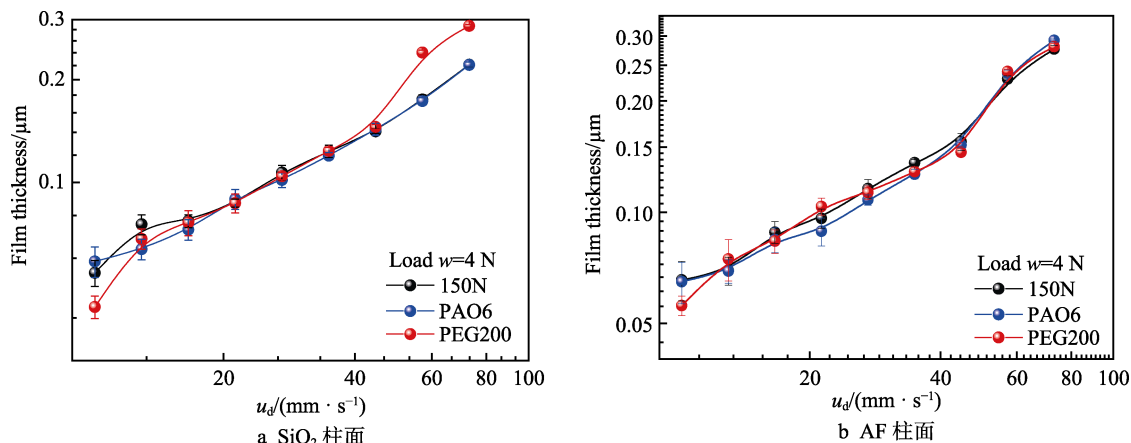 0.3
0.2
0.1
Film thickness/μm
Load w=4 N
150N
PAO6
PEG200
20
40
60
80
100
u_d/(mm · s⁻¹)
a SiO₂ 柱面
0.30
0.25
0.20
0.15
0.10
0.05
Film thickness/μm
Load w=4 N
150N
PAO6
PEG200
20
40
60
80
100
u_d/(mm · s⁻¹)
b AF 柱面